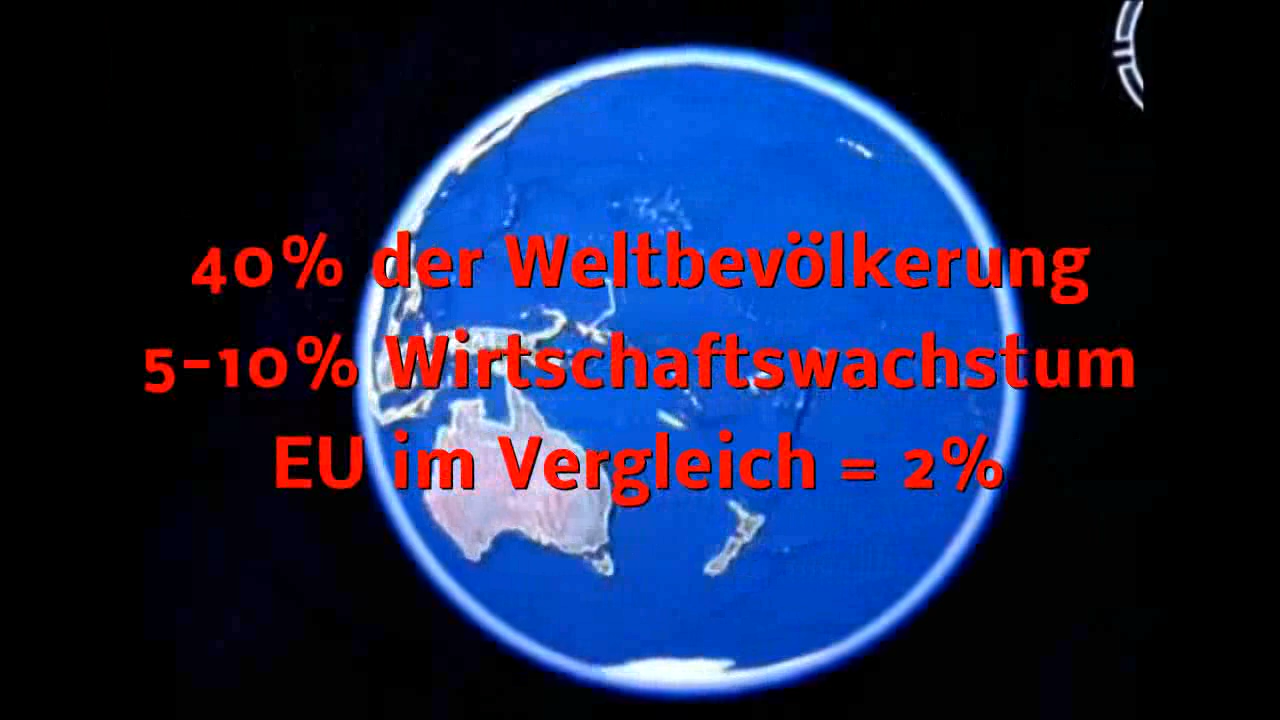 40% der Weltbevölkerung
5-10% Wirtschaftswachstum
EU im Vergleich = 2%